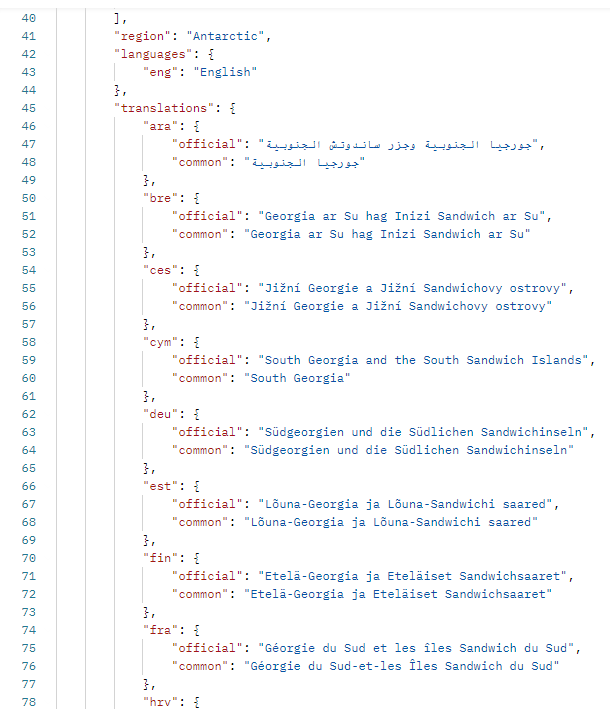 40 ],
41 "region": "Antarctic",
42 "languages": {
43 "eng": "English"
44 },
45 "translations": {
46 "ara": {
47 "official": "جورجيا الجنوبية وجزر ساندوتش الجنوبية",
48 "common": "جورجيا الجنوبية"
49 },
50 "bre": {
51 "official": "Georgia ar Su hag Inizi Sandwich ar Su",
52 "common": "Georgia ar Su hag Inizi Sandwich ar Su"
53 },
54 "ces": {
55 "official": "Jižní Georgie a Jižní Sandwichovy ostrovy",
56 "common": "Jižní Georgie a Jižní Sandwichovy ostrovy"
57 },
58 "cym": {
59 "official": "South Georgia and the South Sandwich Islands",
60 "common": "South Georgia"
61 },
62 "deu": {
63 "official": "Südgeorgien und die Südlichen Sandwichinseln",
64 "common": "Südgeorgien und die Südlichen Sandwichinseln"
65 },
66 "est": {
67 "official": "Lõuna-Georgia ja Lõuna-Sandwichi saared",
68 "common": "Lõuna-Georgia ja Lõuna-Sandwichi saared"
69 },
70 "fin": {
71 "official": "Etelä-Georgia ja Eteläiset Sandwichsaaret",
72 "common": "Etelä-Georgia ja Eteläiset Sandwichsaaret"
73 },
74 "fra": {
75 "official": "Géorgie du Sud et les îles Sandwich du Sud",
76 "common": "Géorgie du Sud-et-les Îles Sandwich du Sud"
77 },
78 "hrv": {